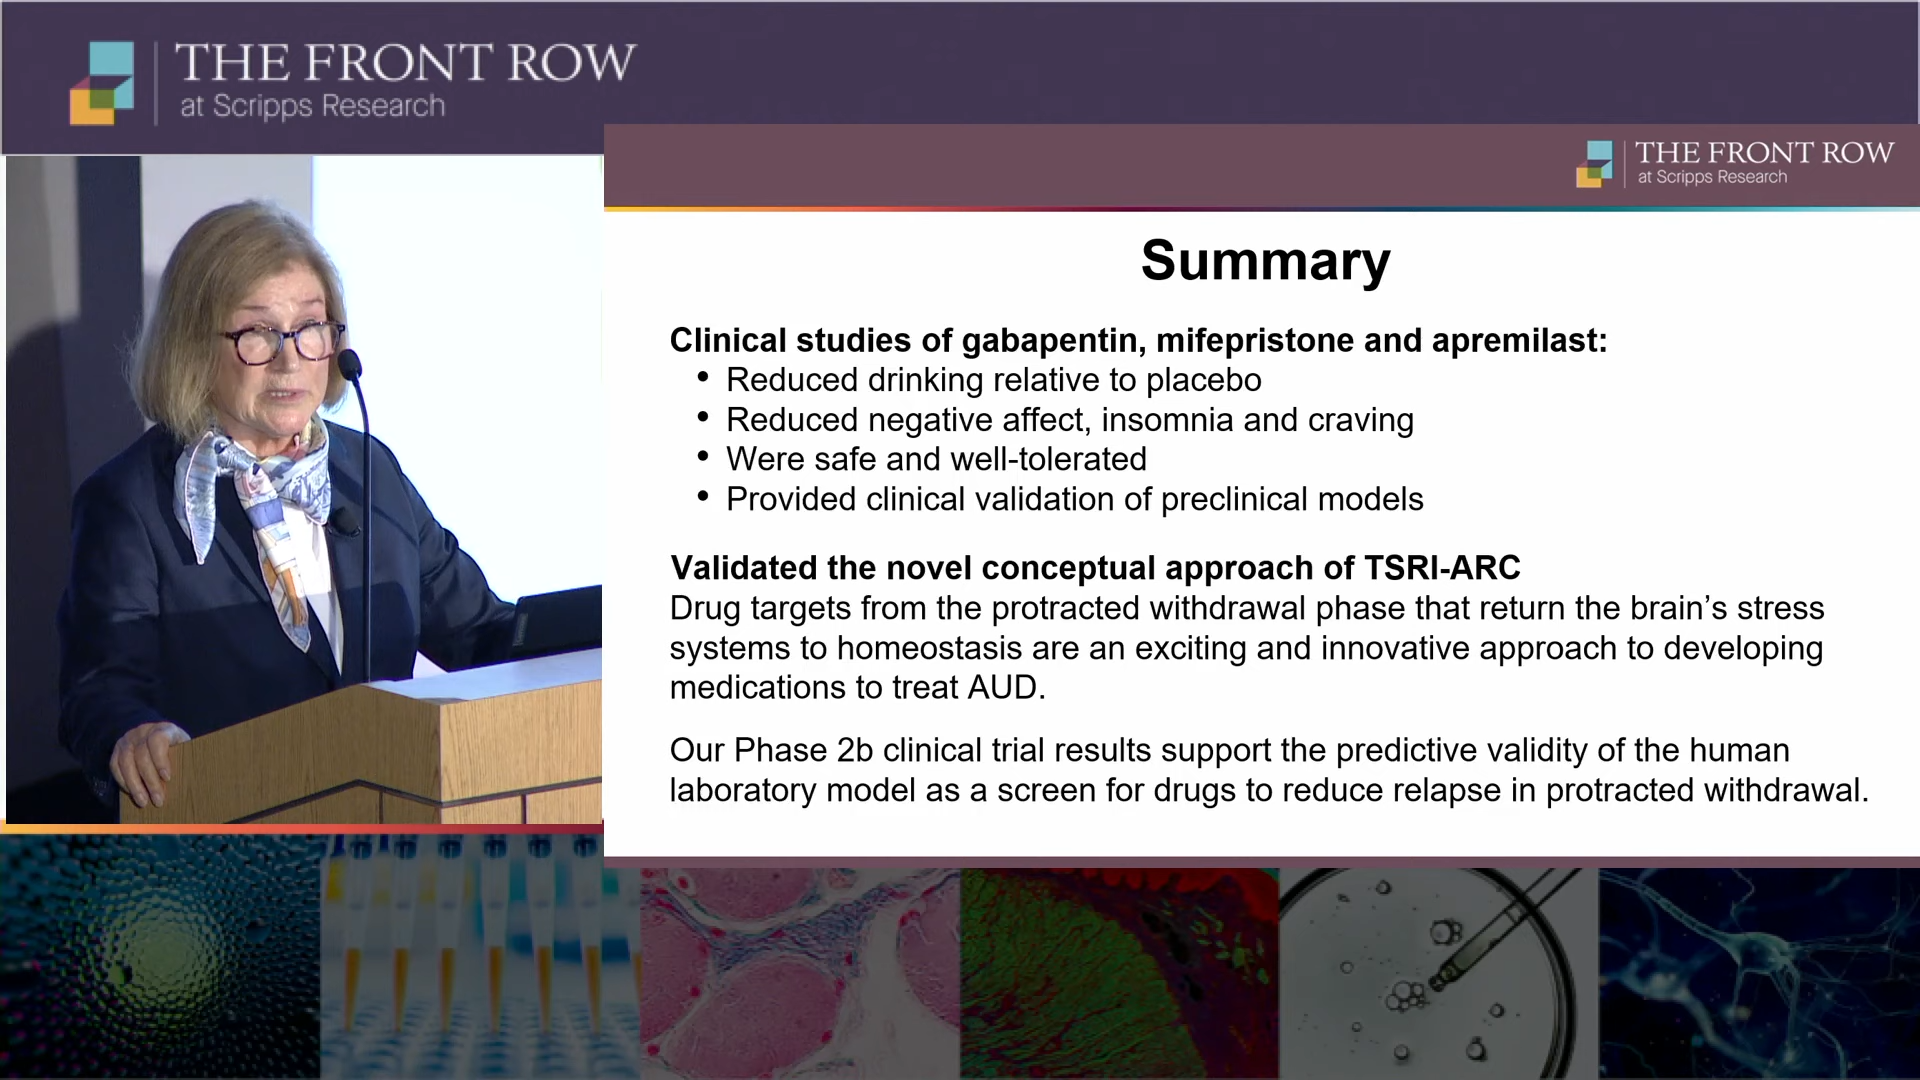 THE FRONT ROW
at Scripps Research
THE FRONT ROW
at Scripps Research
Summary
Clinical studies of gabapentin, mifepristone and apremilast:
• Reduced drinking relative to placebo
• Reduced negative affect, insomnia and craving
• Were safe and well-tolerated
• Provided clinical validation of preclinical models
Validated the novel conceptual approach of TSRI-ARC
Drug targets from the protracted withdrawal phase that return the brain’s stress
systems to homeostasis are an exciting and innovative approach to developing
medications to treat AUD.
Our Phase 2b clinical trial results support the predictive validity of the human
laboratory model as a screen for drugs to reduce relapse in protracted withdrawal.